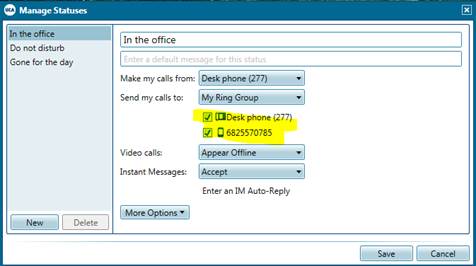 UCA Manage Statuses
In the office
Do not disturb
Gone for the day
New
Delete
In the office
Enter a default message for this status
Make my calls from: Desk phone (277)
Send my calls to: My Ring Group
Desk phone (277)
6825570785
Video calls: Appear Offline
Instant Messages: Accept
Enter an IM Auto-Reply
More Options
Save
Cancel